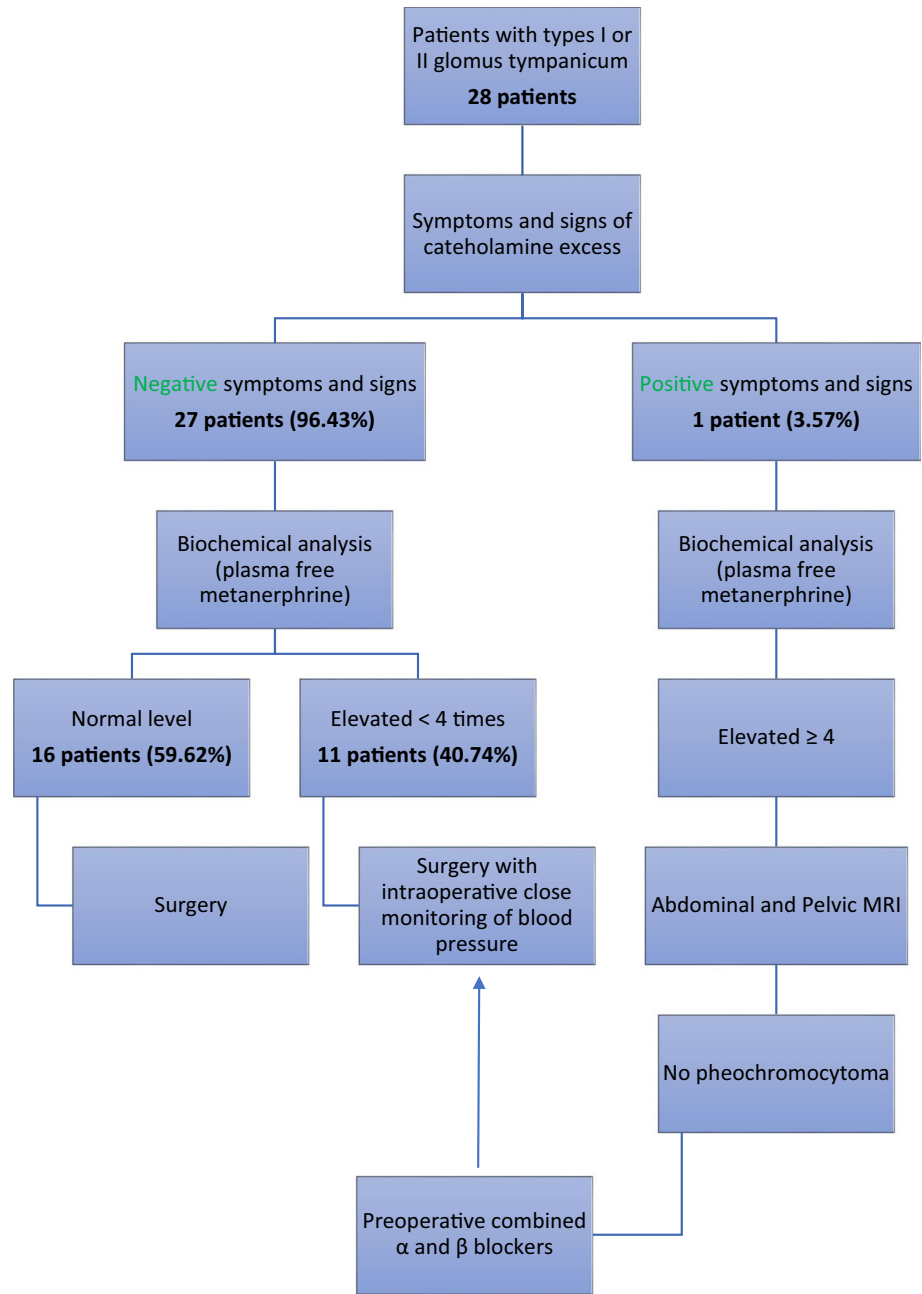 Patients with types I or
II glomus tympanicum
28 patients
Symptoms and signs of
cateholamine excess
Negative symptoms and signs
27 patients (96.43%)
Positive symptoms and signs
1 patient (3.57%)
Biochemical analysis
(plasma free
metanerphrine)
Biochemical analysis
(plasma free
metanerphrine)
Normal level
16 patients (59.62%)
Elevated < 4 times
11 patients (40.74%)
Elevated ≥ 4
Surgery
Surgery with
intraoperative close
monitoring of blood
pressure
Abdominal and Pelvic MRI
No pheochromocytoma
Preoperative combined
α and β blockers